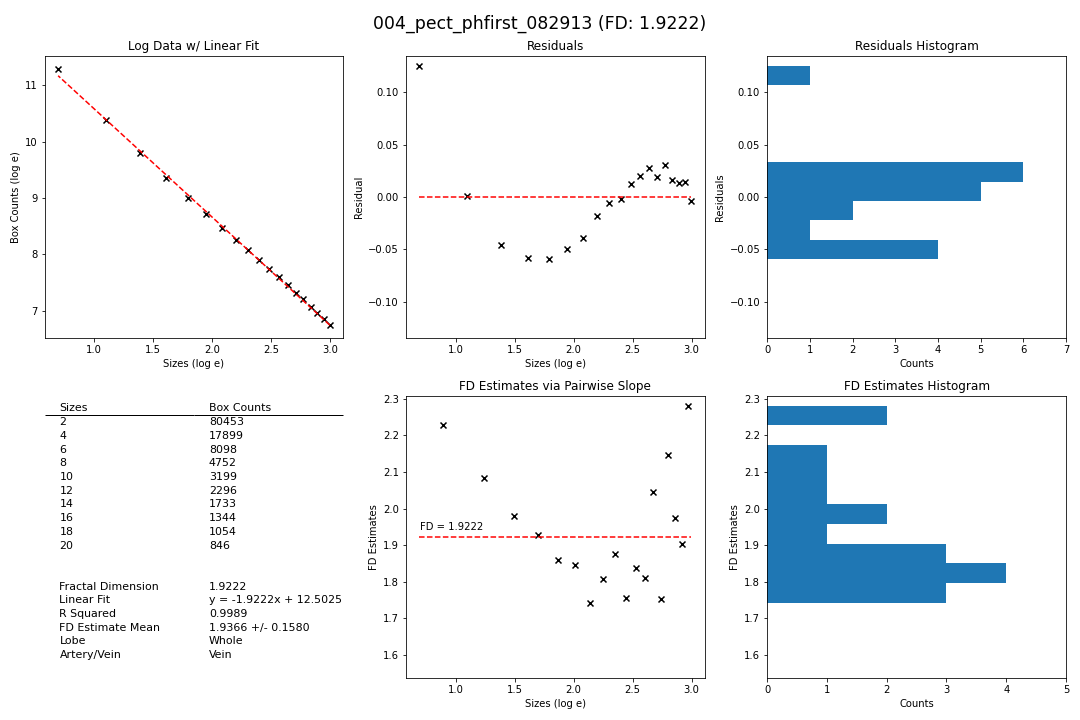 004_pect_phfirst_082913 (FD: 1.9222)
Log Data w/ Linear Fit
11
10
9
8
7
1.0 1.5 2.0 2.5 3.0
Box Counts (log e)
Sizes (log e)
Residuals
0.10
0.05
0.00
−0.05
−0.10
1.0 1.5 2.0 2.5 3.0
Residual
Sizes (log e)
Residuals Histogram
0.10
0.05
0.00
−0.05
−0.10
0 1 2 3 4 5 6 7
Residuals
Counts
Sizes Box Counts
2 80453
4 17899
6 8098
8 4752
10 3199
12 2296
14 1733
16 1344
18 1054
20 846
Fractal Dimension 1.9222
Linear Fit y = -1.9222x + 12.5025
R Squared 0.9989
FD Estimate Mean 1.9366 +/- 0.1580
Lobe Whole
Artery/Vein Vein
FD Estimates via Pairwise Slope
2.3
2.2
2.1
2.0
1.9
1.8
1.7
1.6
FD = 1.9222
1.0 1.5 2.0 2.5 3.0
FD Estimates
Sizes (log e)
FD Estimates Histogram
2.3
2.2
2.1
2.0
1.9
1.8
1.7
1.6
0 1 2 3 4 5
FD Estimates
Counts